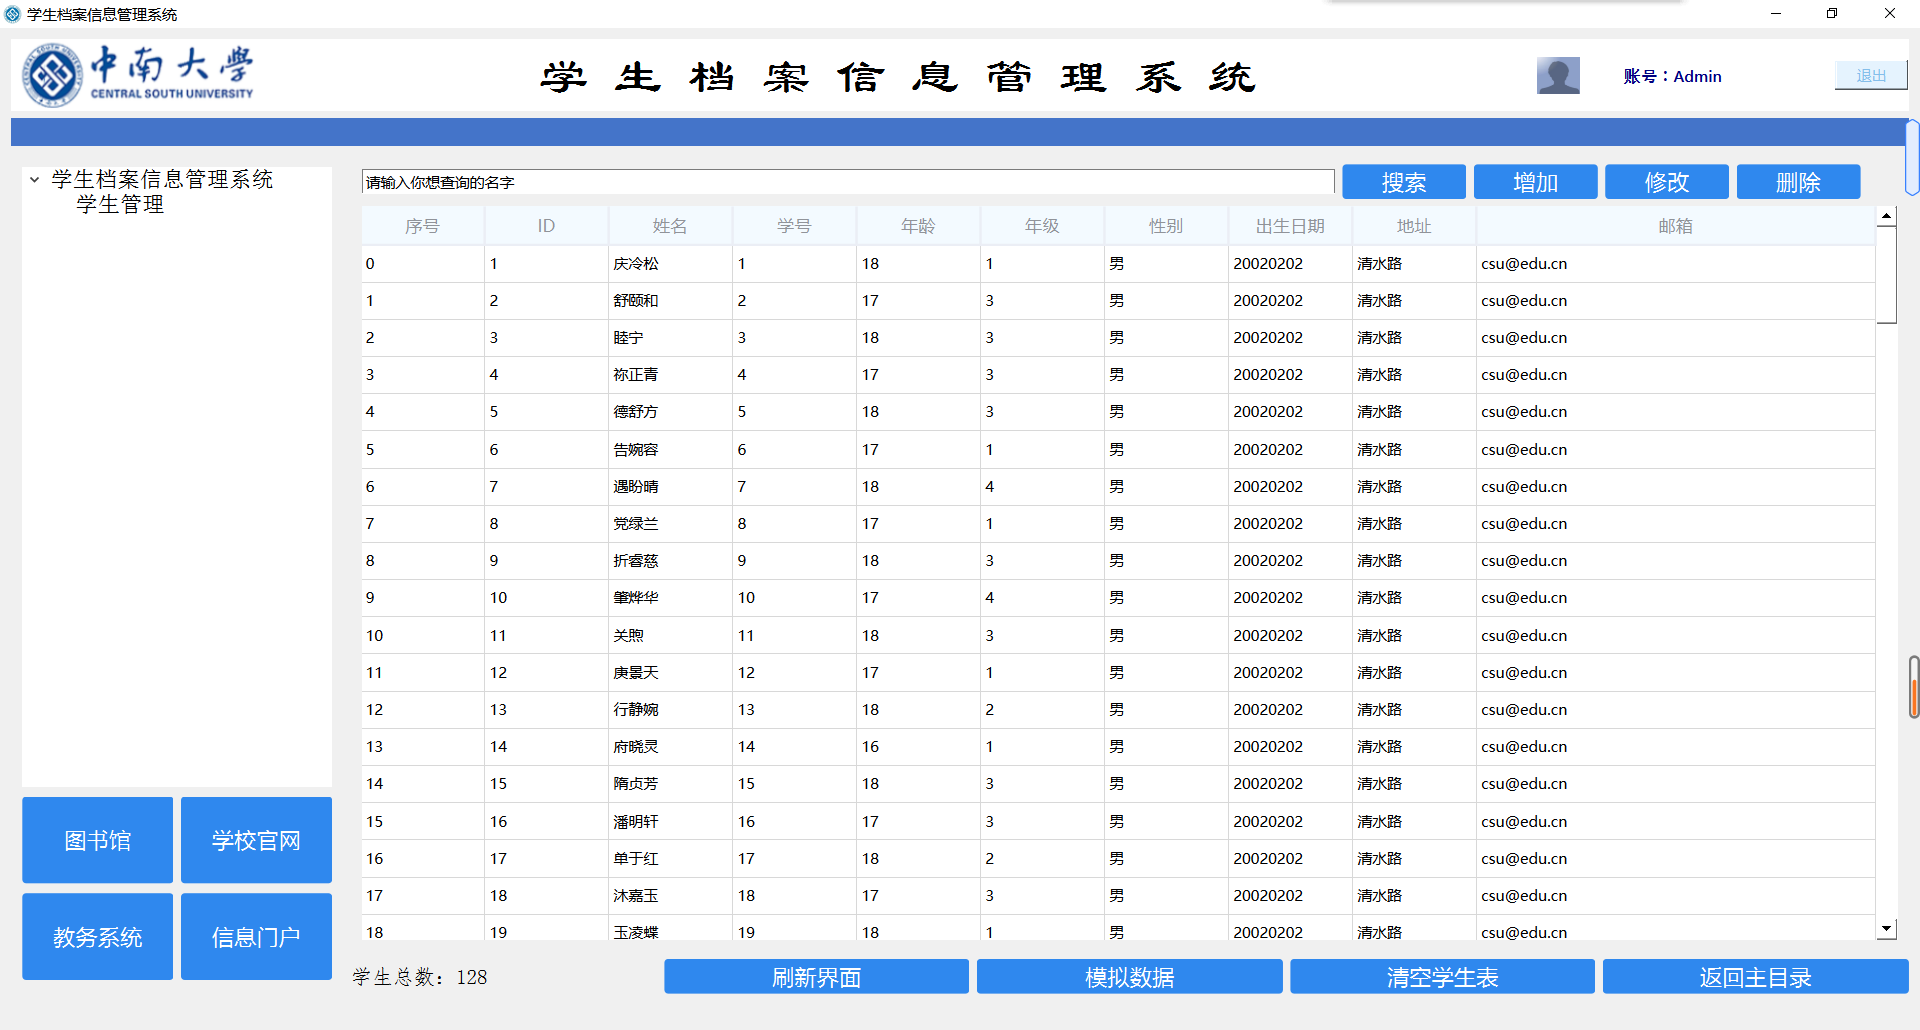 学生档案信息管理系统
中南大学
CENTRAL SOUTH UNIVERSITY
学生档案信息管理系统
账号：Admin
退出
学生档案信息管理系统
学生管理
请输入你想查询的名字
搜索 增加 修改 删除
序号 ID 姓名 学号 年龄 年级 性别 出生日期 地址 邮箱
0 1 庆冷松 1 18 1 男 20020202 清水路 csu@edu.cn
1 2 舒颐和 2 17 3 男 20020202 清水路 csu@edu.cn
2 3 睦宁 3 18 3 男 20020202 清水路 csu@edu.cn
3 4 祢正青 4 17 3 男 20020202 清水路 csu@edu.cn
4 5 德舒方 5 18 3 男 20020202 清水路 csu@edu.cn
5 6 告婉容 6 17 1 男 20020202 清水路 csu@edu.cn
6 7 遇盼晴 7 18 4 男 20020202 清水路 csu@edu.cn
7 8 党绿兰 8 17 1 男 20020202 清水路 csu@edu.cn
8 9 折睿慈 9 18 3 男 20020202 清水路 csu@edu.cn
9 10 肇烨华 10 17 4 男 20020202 清水路 csu@edu.cn
10 11 关煦 11 18 3 男 20020202 清水路 csu@edu.cn
11 12 庚景天 12 17 1 男 20020202 清水路 csu@edu.cn
12 13 行静婉 13 18 2 男 20020202 清水路 csu@edu.cn
13 14 府晓灵 14 16 1 男 20020202 清水路 csu@edu.cn
14 15 隋贞芳 15 18 3 男 20020202 清水路 csu@edu.cn
15 16 潘明轩 16 17 3 男 20020202 清水路 csu@edu.cn
16 17 单于红 17 18 2 男 20020202 清水路 csu@edu.cn
17 18 沐嘉玉 18 17 3 男 20020202 清水路 csu@edu.cn
18 19 玉凌蝶 19 18 1 男 20020202 清水路 csu@edu.cn
图书馆 学校官网
教务系统 信息门户
学生总数：128
刷新界面 模拟数据 清空学生表 返回主目录